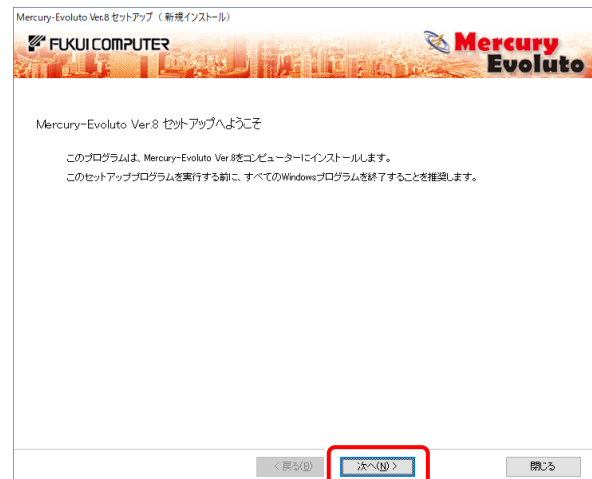 Mercury-Evoluto Ver.8 セットアップ（ 新規インストール）
FUKUI COMPUTER
Mercury
Evoluto
Mercury-Evoluto Ver.8 セットアップへようこそ
このプログラムは、Mercury-Evoluto Ver.8をコンピューターにインストールします。
このセットアッププログラムを実行する前に、すべてのWindowsプログラムを終了することを推奨します。
< 戻る(B) 次へ(N) > 閉じる